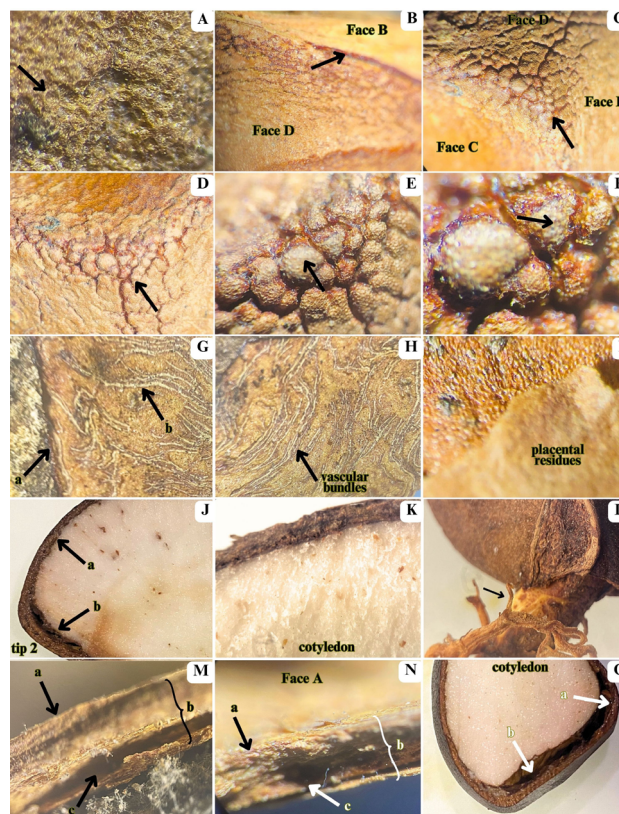 A
B
Face B
Face D
Face D
Face C
D
E
G
b
a
H
vascular
bundles
placental
residues
J
a
b
tip 2
K
cotyledon
M
a
b
c
N
Face A
a
b
c
cotyledon
a
b